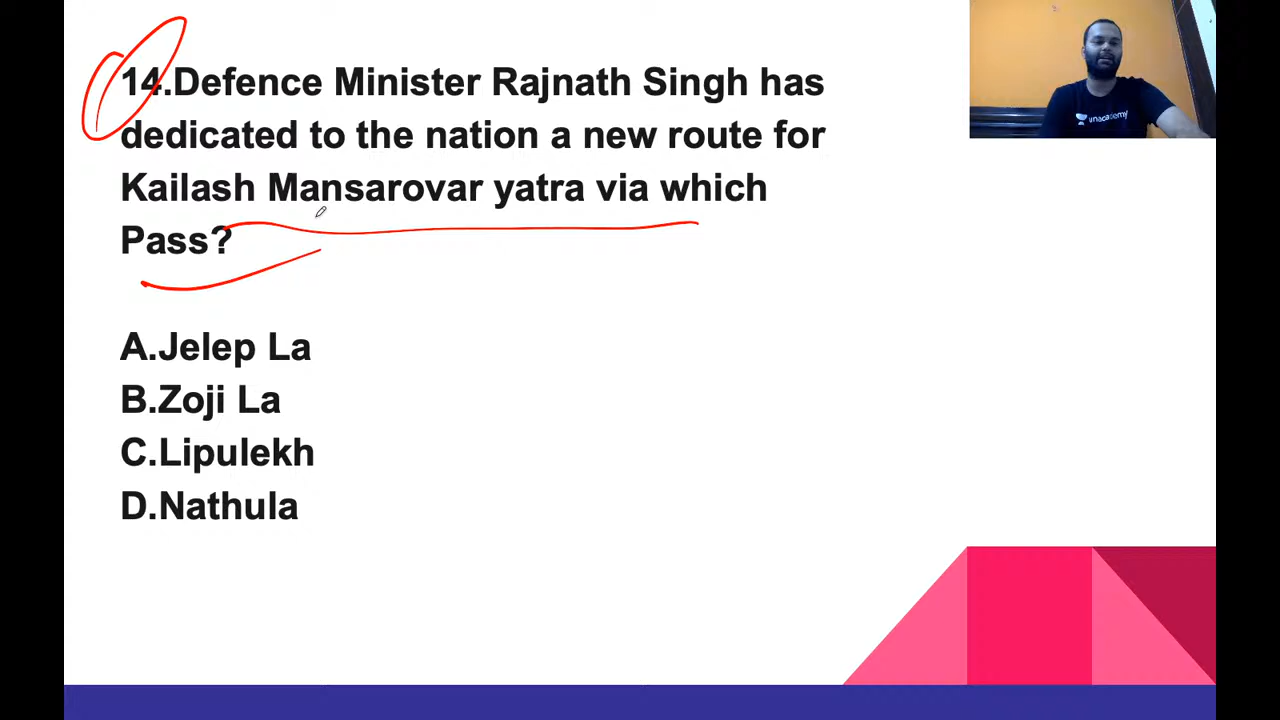 14.Defence Minister Rajnath Singh has
dedicated to the nation a new route for
Kailash Mansarovar yatra via which
Pass?
A.Jelep La
B.Zoji La
C.Lipulekh
D.Nathula
unacademy